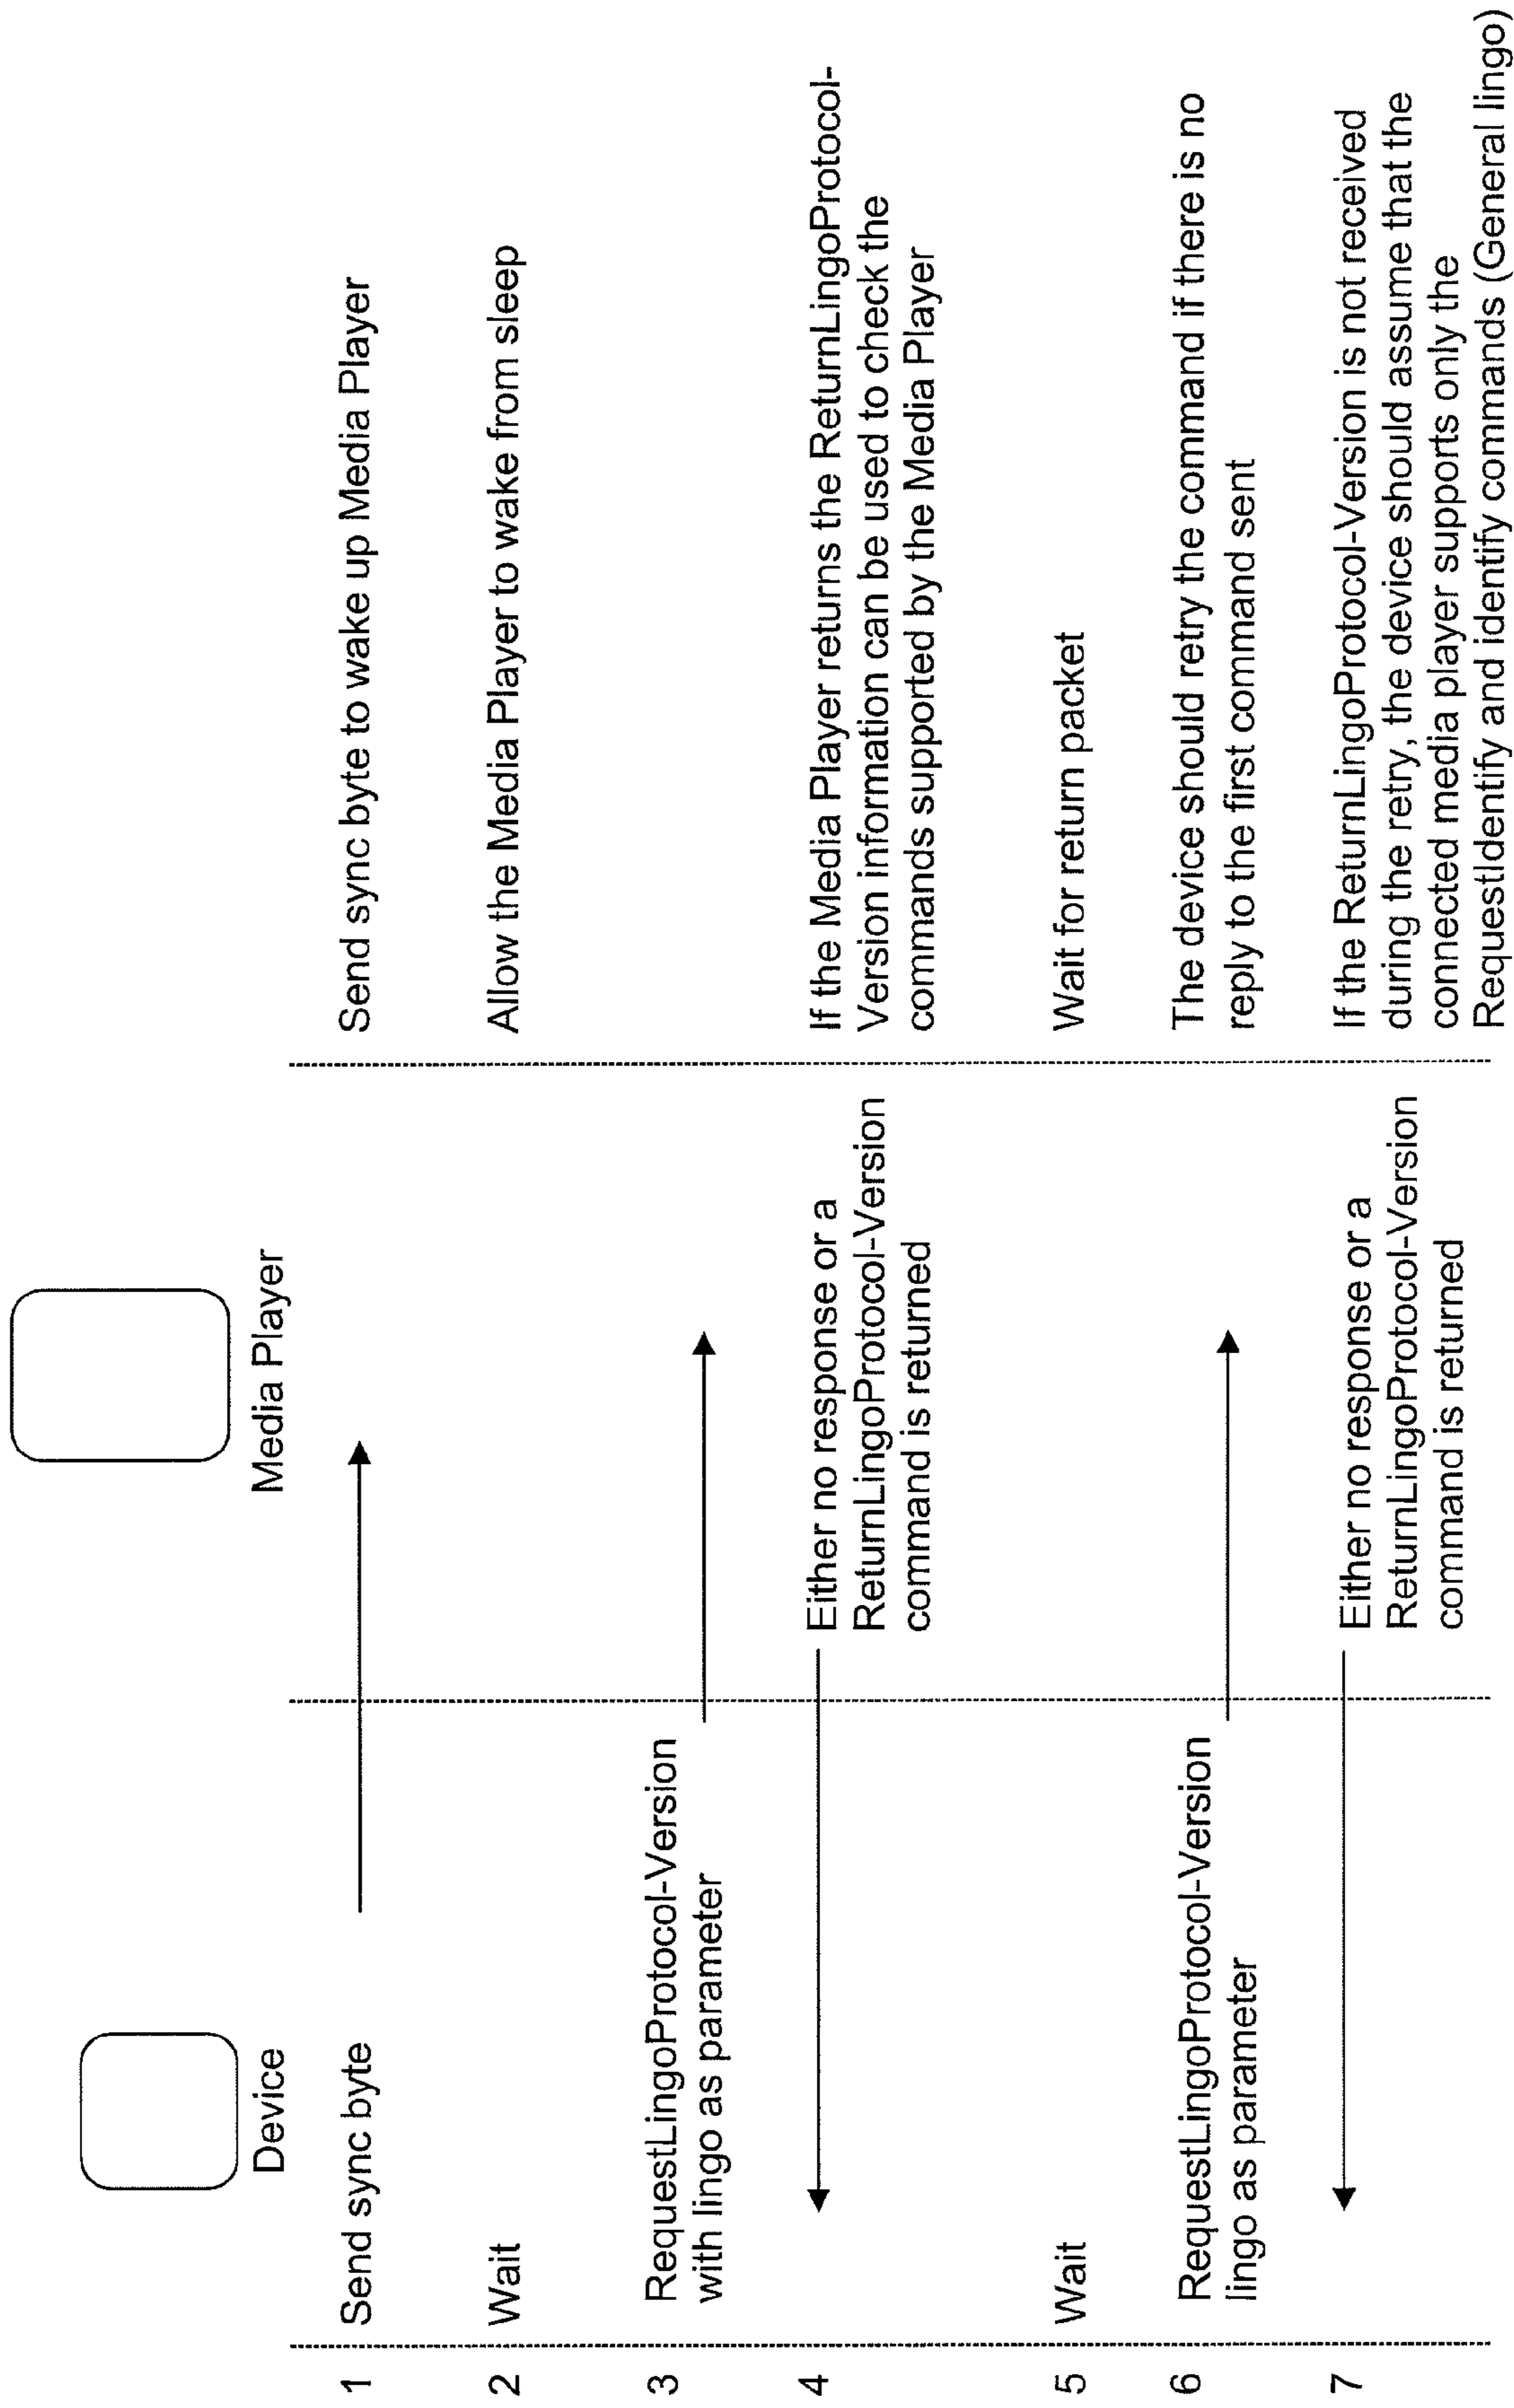 Device
Media Player
1
Send sync byte
Send sync byte to wake up Media Player
2
Wait
Allow the Media Player to wake from sleep
3
RequestLingoProtocol-Version
with lingo as parameter
4
Either no response or a
ReturnLingoProtocol-Version
command is returned
If the Media Player returns the ReturnLingoProtocol-
Version information can be used to check the
commands supported by the Media Player
5
Wait
Wait for return packet
6
RequestLingoProtocol-Version
lingo as parameter
The device should retry the command if there is no
reply to the first command sent
7
Either no response or a
ReturnLingoProtocol-Version
command is returned
If the ReturnLingoProtocol-Version is not received
during the retry, the device should assume that the
connected media player supports only the
RequestIdentify and identify commands (General lingo)